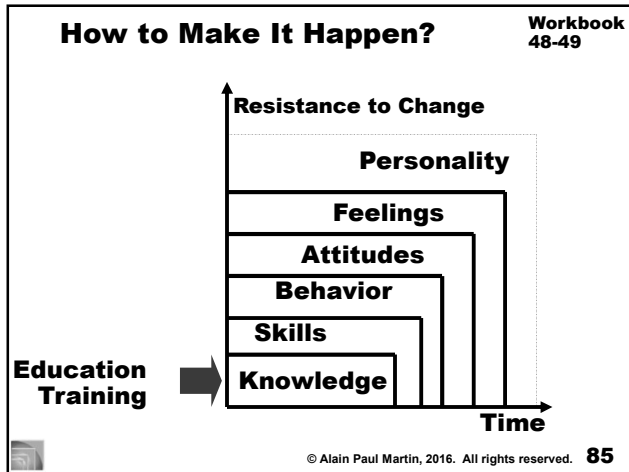 How to Make It Happen?
Workbook
48-49
Resistance to Change
Personality
Feelings
Attitudes
Behavior
Skills
Education
Training
Knowledge
Time
© Alain Paul Martin, 2016. All rights reserved. 85